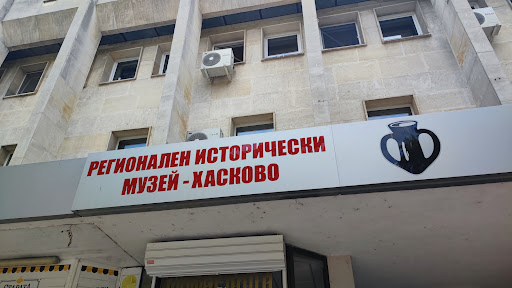 РЕГИОНАЛЕН ИСТОРИЧЕСКИ
МУЗЕЙ - ХАСКОВО